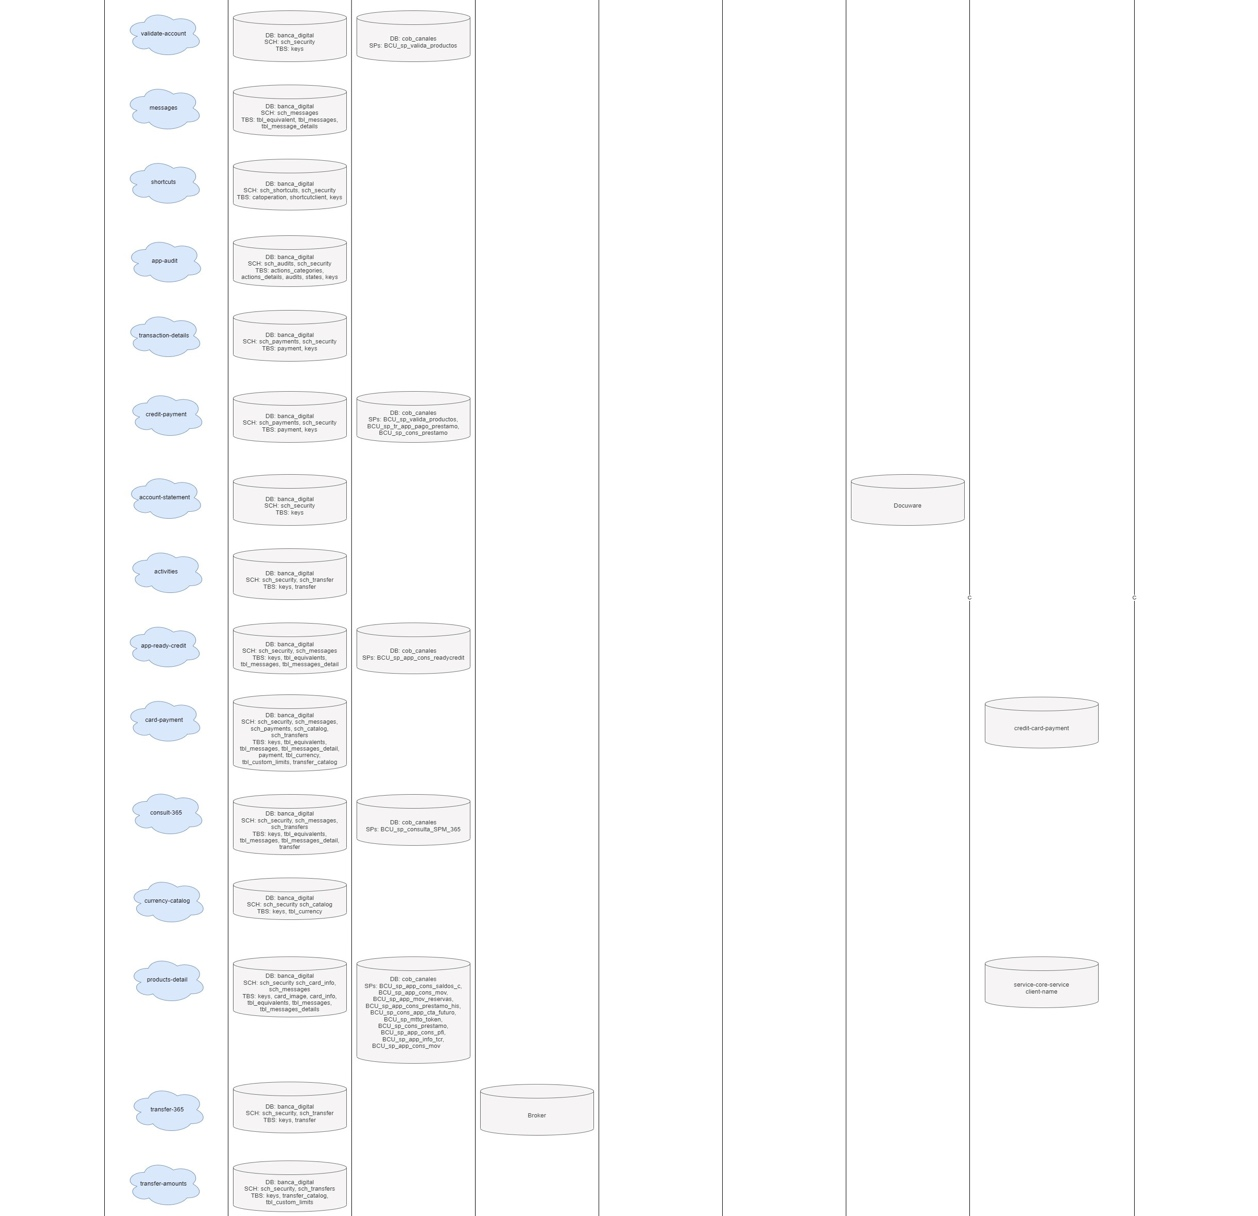 validate-account
DB: banca_digital
SCH: sch_security
TBS: keys
DB: cob_canales
SPs: BCU_sp_valida_productos
messages
DB: banca_digital
SCH: sch_messages
TBS: tbl_equivalent, tbl_messages,
tbl_message_details
shortcuts
DB: banca_digital
SCH: sch_shortcuts, sch_security
TBS: catoperation, shortcutclient, keys
app-audit
DB: banca_digital
SCH: sch_audits, sch_security
TBS: actions_categories,
actions_details, audits, states, keys
transaction-details
DB: banca_digital
SCH: sch_payments, sch_security
TBS: payment, keys
credit-payment
DB: banca_digital
SCH: sch_payments, sch_security
TBS: payment, keys
DB: cob_canales
SPs: BCU_sp_valida_productos,
BCU_sp_tr_app_pago_prestamo,
BCU_sp_cons_prestamo
account-statement
DB: banca_digital
SCH: sch_security
TBS: keys
Docuware
activities
DB: banca_digital
SCH: sch_security, sch_transfer
TBS: keys, transfer
C
C
app-ready-credit
DB: banca_digital
SCH: sch_security, sch_messages
TBS: keys, tbl_equivalents,
tbl_messages, tbl_messages_detail
DB: cob_canales
SPs: BCU_sp_app_cons_readycredit
card-payment
DB: banca_digital
SCH: sch_security, sch_messages,
sch_payments, sch_catalog,
sch_transfers
TBS: keys, tbl_equivalents,
tbl_messages, tbl_messages_detail,
payment, tbl_currency,
tbl_custom_limits, transfer_catalog
credit-card-payment
consult-365
DB: banca_digital
SCH: sch_security, sch_messages,
sch_transfers
TBS: keys, tbl_equivalents,
tbl_messages, tbl_messages_detail,
transfer
DB: cob_canales
SPs: BCU_sp_consulta_SPM_365
currency-catalog
DB: banca_digital
SCH: sch_security sch_catalog
TBS: keys, tbl_currency
products-detail
DB: banca_digital
SCH: sch_security sch_card_info,
sch_messages
TBS: keys, card_image, card_info,
tbl_equivalents, tbl_messages,
tbl_messages_details
DB: cob_canales
SPs: BCU_sp_app_cons_saldos_c,
BCU_sp_app_cons_mov,
BCU_sp_app_mov_reservas,
BCU_sp_app_cons_prestamo_his,
BCU_sp_cons_app_cta_futuro,
BCU_sp_mtto_token,
BCU_sp_cons_prestamo,
BCU_sp_app_cons_pfi,
BCU_sp_app_info_tcr,
BCU_sp_app_cons_mov
service-core-service
client-name
transfer-365
DB: banca_digital
SCH: sch_security, sch_transfer
TBS: keys, transfer
Broker
transfer-amounts
DB: banca_digital
SCH: sch_security, sch_transfers
TBS: keys, transfer_catalog,
tbl_custom_limits